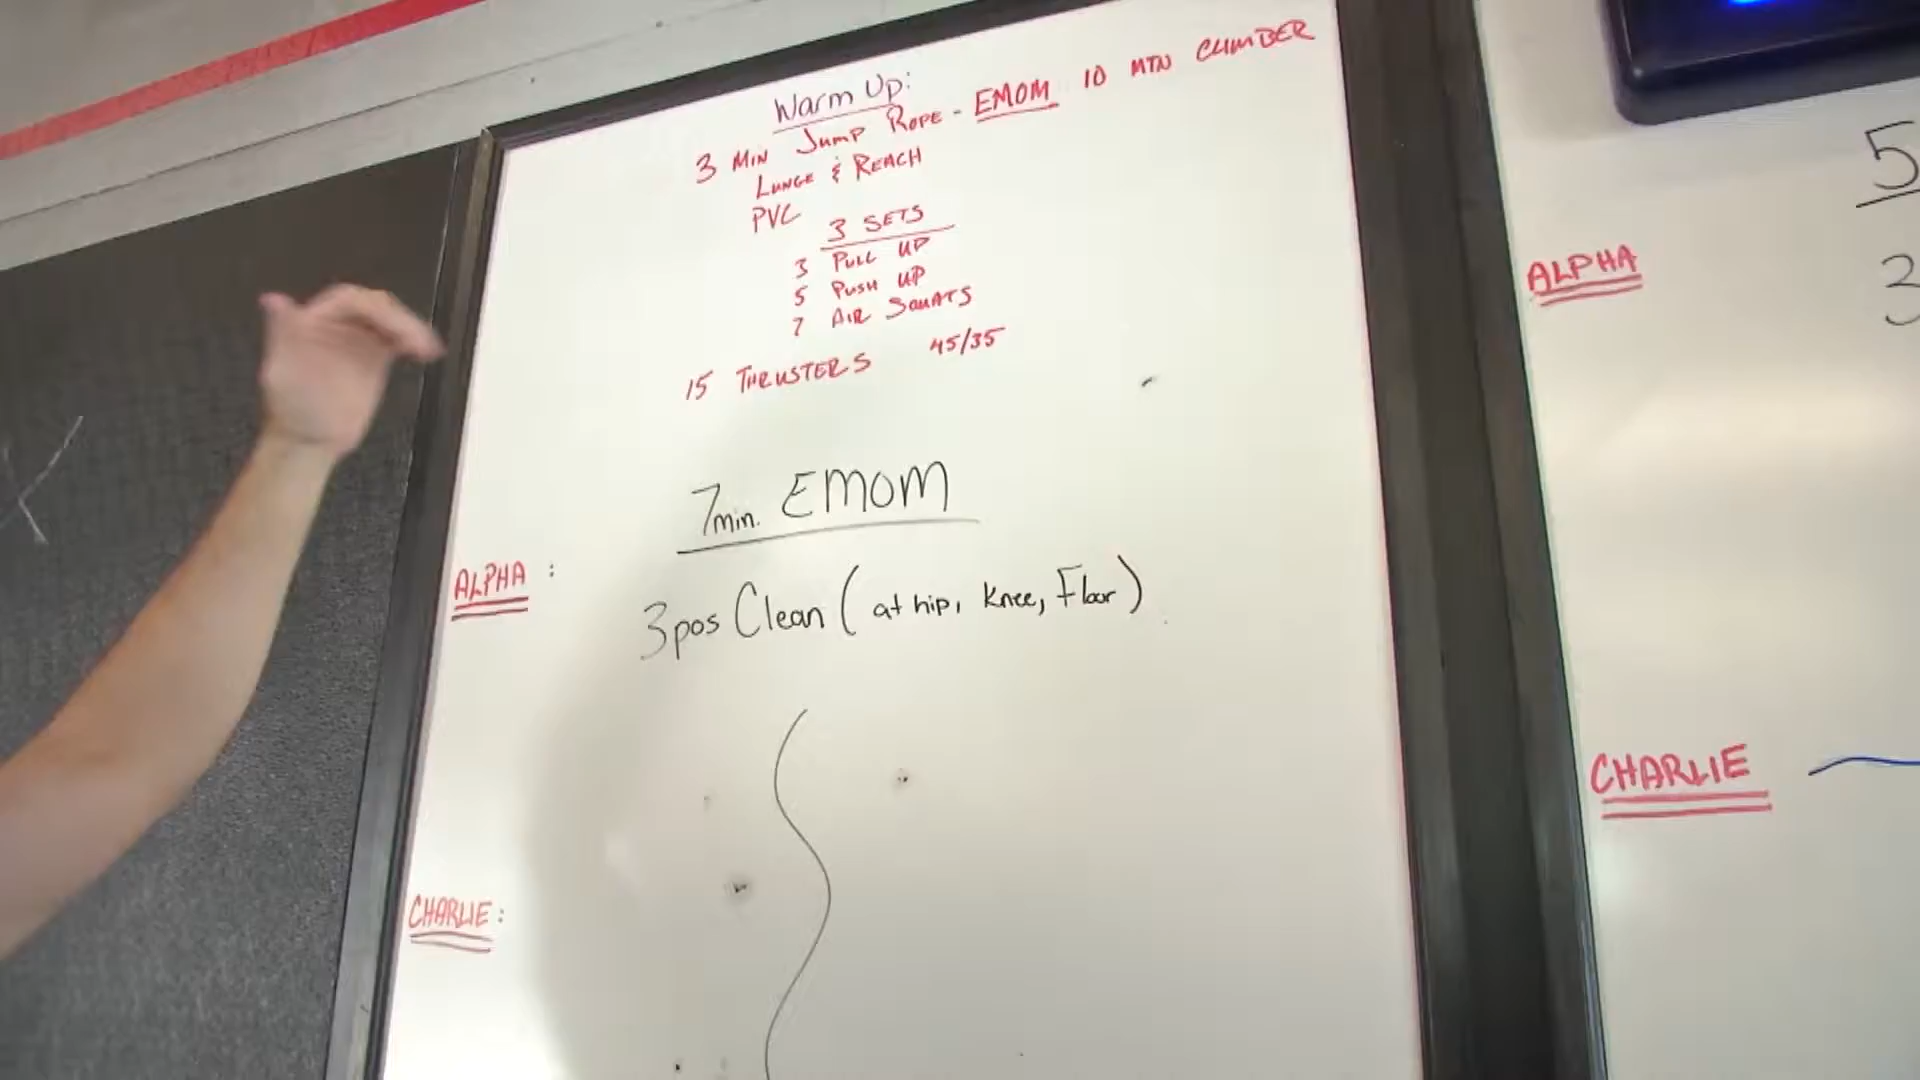 Warm Up:
3 MIN JUMP ROPE - EMOM 10 MTN CLIMBER
LUNGE & REACH
PVC
3 SETS
3 PULL UP
5 PUSH UP
7 AIR SQUATS
15 THRUSTERS 45/35
7min. EMOM
ALPHA :
3pos Clean (at hip, Knee, Floor)
CHARLIE :
5
ALPHA 3
CHARLIE